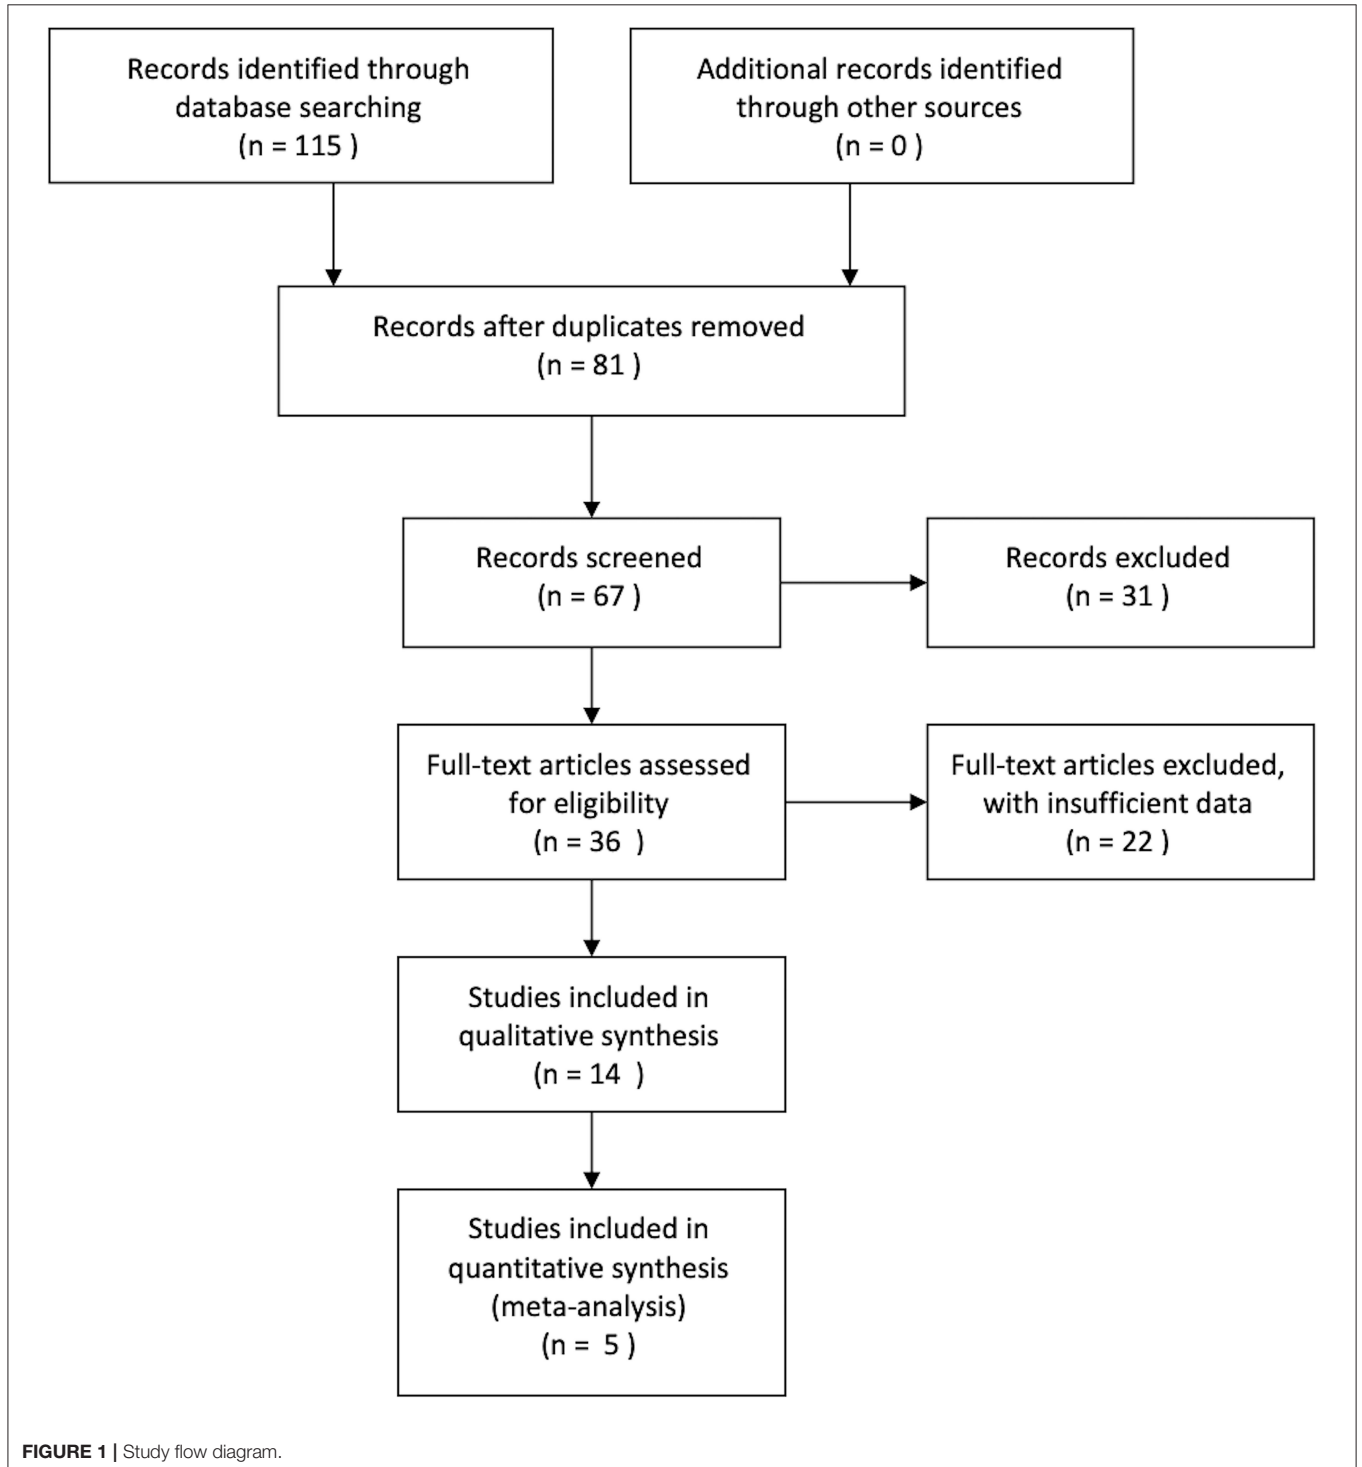 Records identified through
database searching
(n = 115 )
Additional records identified
through other sources
(n = 0 )
Records after duplicates removed
(n = 81 )
Records screened
(n = 67 )
Records excluded
(n = 31 )
Full-text articles assessed
for eligibility
(n = 36  )
Full-text articles excluded,
with insufficient data
(n = 22 )
Studies included in
qualitative synthesis
(n = 14  )
Studies included in
quantitative synthesis
(meta-analysis)
(n =  5 )
FIGURE 1 | Study flow diagram.